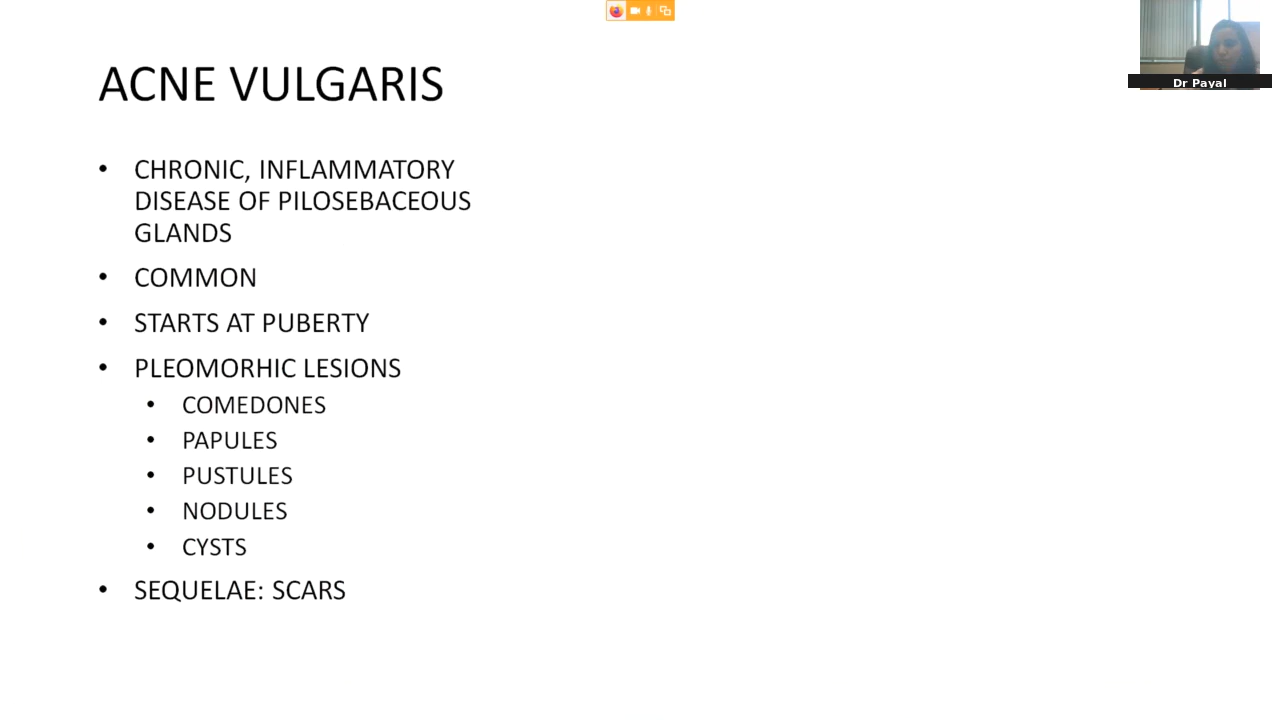 Dr Payal
ACNE VULGARIS
• CHRONIC, INFLAMMATORY
DISEASE OF PILOSEBACEOUS
GLANDS
• COMMON
• STARTS AT PUBERTY
• PLEOMORHIC LESIONS
• COMEDONES
• PAPULES
• PUSTULES
• NODULES
• CYSTS
• SEQUELAE: SCARS